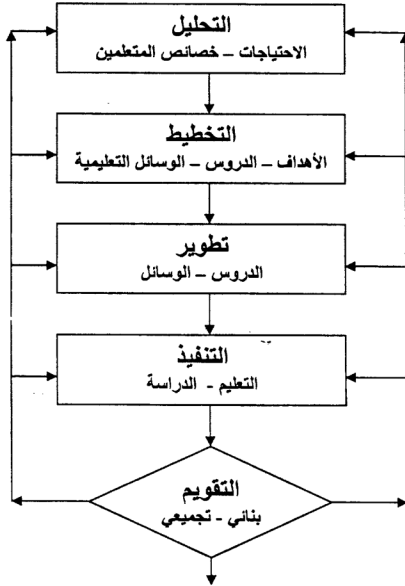 التحليل
الاحتياجات – خصائص المتعلمين
التخطيط
الأهداف – الدروس – الوسائل التعليمية
تطوير
الدروس – الوسائل
التنفيذ
التعليم - الدراسة
التقويم
بنائي - تجميعي